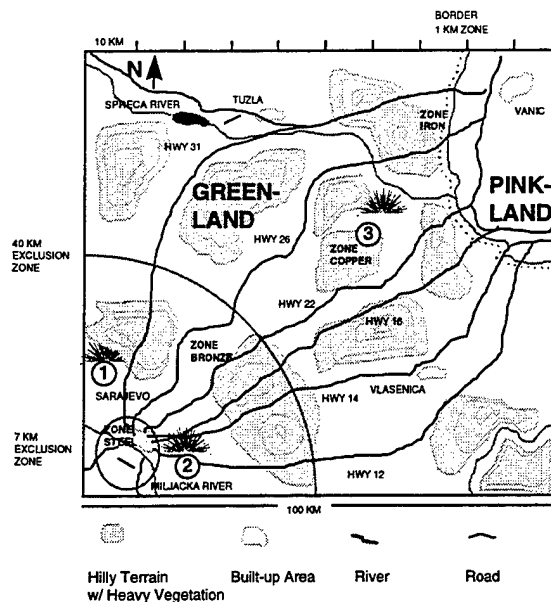 BORDER
1 KM ZONE
10 KM
N
SPRECA RIVER
TUZLA
ZONE
IRON
VANIC
HWY 31
GREEN-
LAND
PINK-
LAND
40 KM
EXCLUSION
ZONE
HWY 26
3
ZONE
COPPER
HWY 22
HWY 16
ZONE
BRONZE
1
SARAJEVO
HWY 14
VLASENICA
7 KM
EXCLUSION
ZONE
ZONE
STEEL
2
MILJACKA RIVER
HWY 12
100 KM
Hilly Terrain
w/ Heavy Vegetation
Built-up Area
River
Road